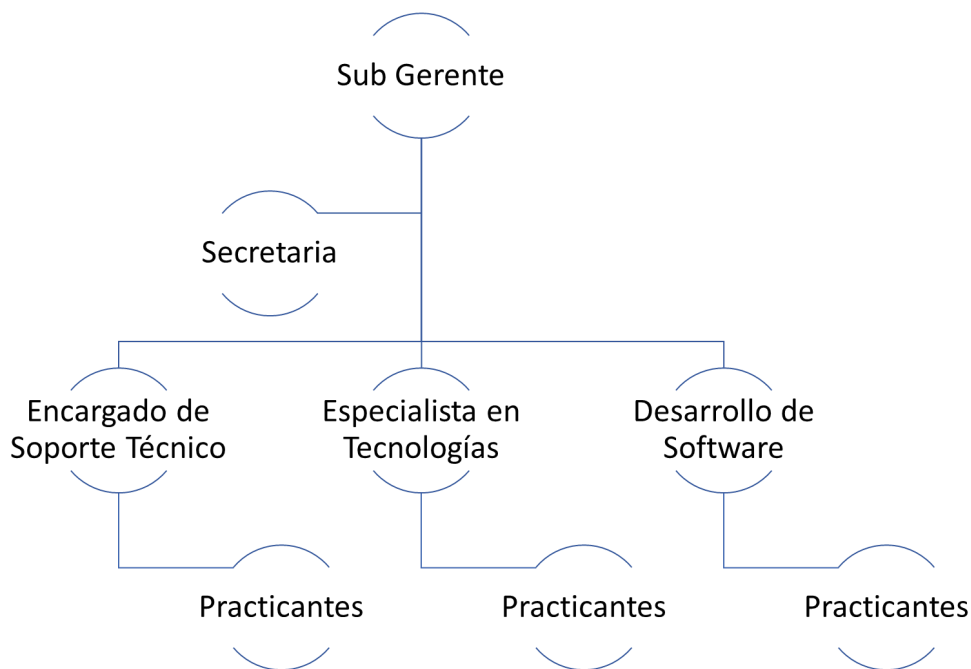 Sub Gerente
Secretaria
Encargado de
Soporte Técnico
Especialista en
Tecnologías
Desarrollo de
Software
Practicantes
Practicantes
Practicantes